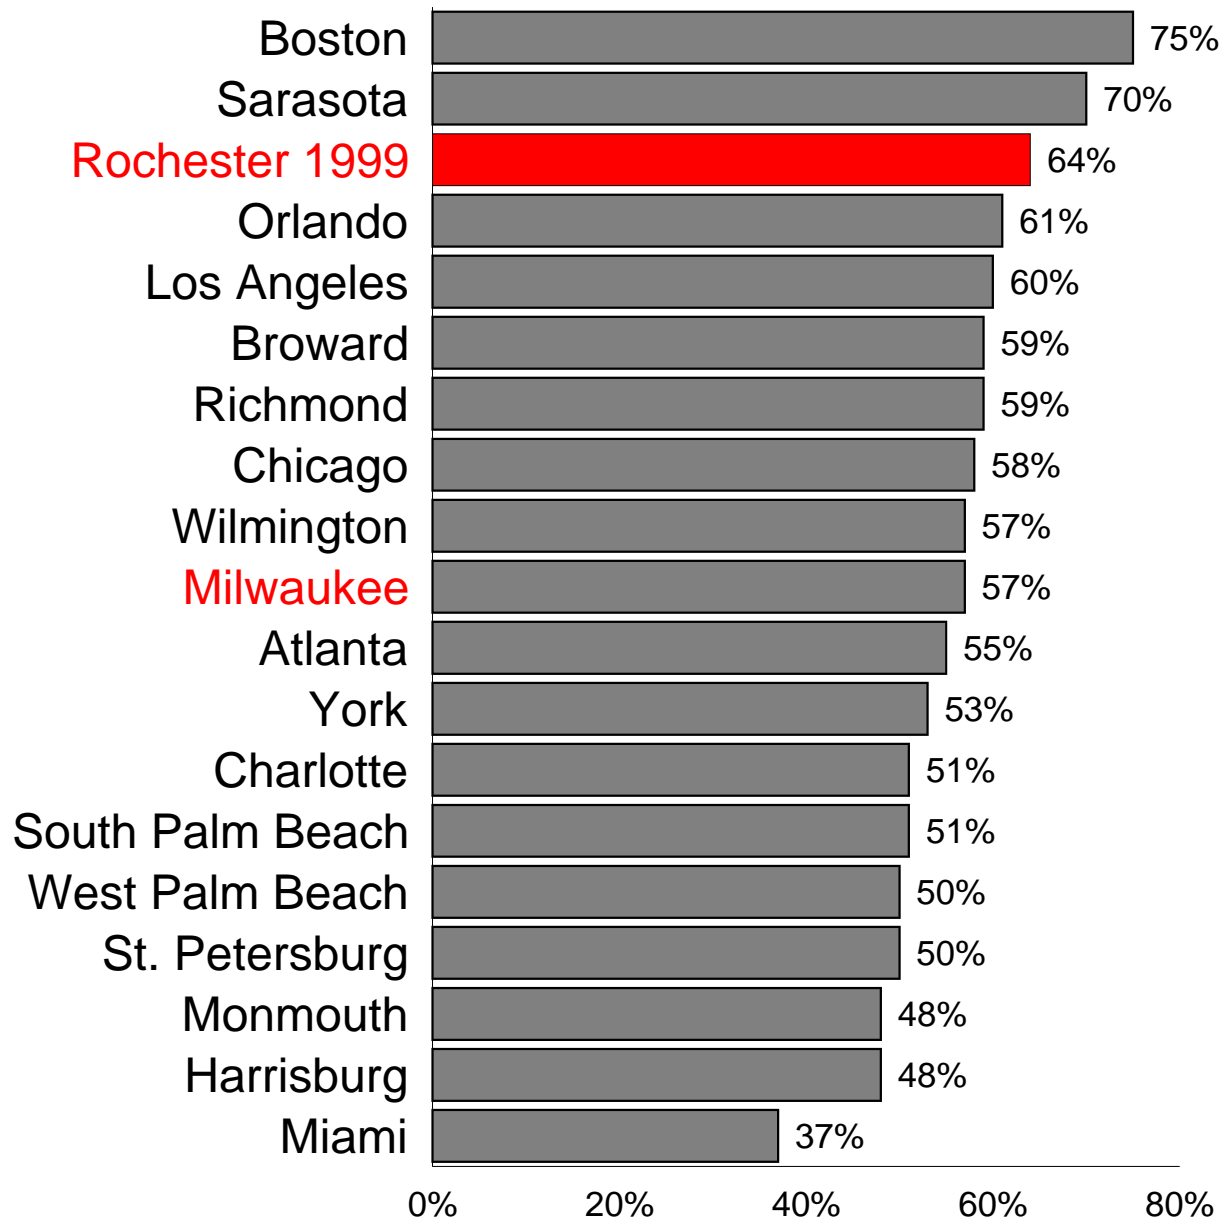 Boston 75%
Sarasota 70%
Rochester 1999 64%
Orlando 61%
Los Angeles 60%
Broward 59%
Richmond 59%
Chicago 58%
Wilmington 57%
Milwaukee 57%
Atlanta 55%
York 53%
Charlotte 51%
South Palm Beach 51%
West Palm Beach 50%
St. Petersburg 50%
Monmouth 48%
Harrisburg 48%
Miami 37%
0% 20% 40% 60% 80%